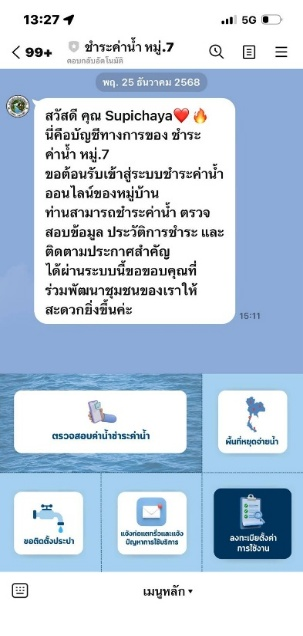 13:27
5G
99+
ชำระค่าน้ำ หมู่.7
ตอบกลับอัตโนมัติ
พฤ. 25 ธันวาคม 2568
สวัสดี คุณ Supichaya❤️🔥
นี่คือบัญชีทางการของ ชำระ
ค่าน้ำ หมู่.7
ขอต้อนรับเข้าสู่ระบบชำระค่าน้ำ
ออนไลน์ของหมู่บ้าน
ท่านสามารถชำระค่าน้ำ ตรวจ
สอบข้อมูล ประวัติการชำระ และ
ติดตามประกาศสำคัญ
ได้ผ่านระบบนี้ขอขอบคุณที่
ร่วมพัฒนาชุมชนของเราให้
สะดวกยิ่งขึ้นค่ะ
15:11
ตรวจสอบค่าน้ำชำระค่าน้ำ
พื้นที่หยุดจ่ายน้ำ
ขอติดตั้งประปา
แจ้งท่อแตกรั่วและแจ้ง
ปัญหาการใช้บริการ
ลงทะเบียตั้งค่า
การใช้งาน
เมนูหลัก ▾